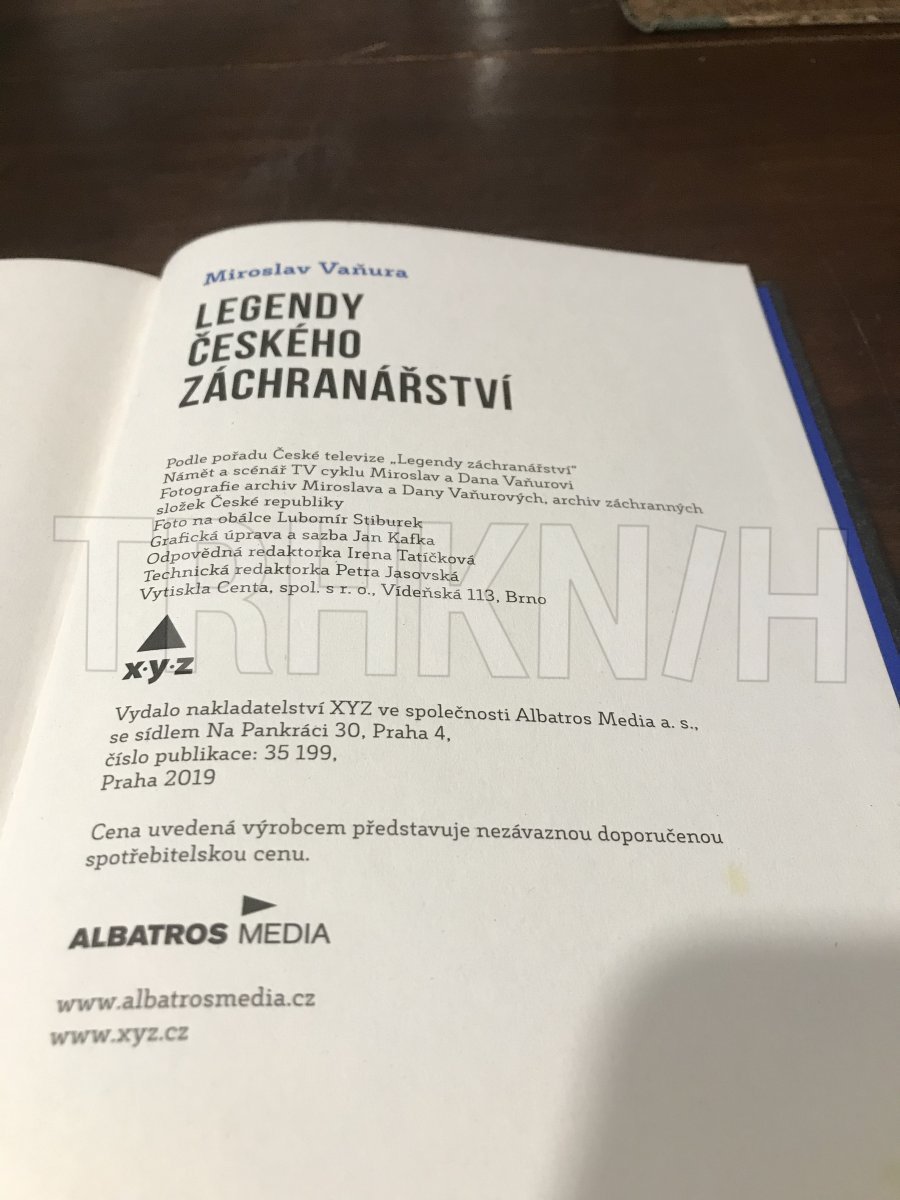 Miroslav Vaňura
LEGENDY
ČESKÉHO
ZÁCHRANÁŘSTVÍ
Podle pořadu České televize „Legendy záchranářství"
Námět a scénář TV cyklu Miroslav a Dana Vaňurovi
Fotografie archiv Miroslava a Dany Vaňurových, archiv záchranných
složek České republiky
Foto na obálce Lubomír Stiburek
Grafická úprava a sazba Jan Kafka
Odpovědná redaktorka Irena Tatíčková
Technická redaktorka Petra Jasovská
Vytiskla Centa, spol. s r. o., Vídeňská 113, Brno
TRHKNIH
x·y·z
Vydalo nakladatelství XYZ ve společnosti Albatros Media a. s.,
se sídlem Na Pankráci 30, Praha 4,
číslo publikace: 35 199,
Praha 2019
Cena uvedená výrobcem představuje nezávaznou doporučenou
spotřebitelskou cenu.
ALBATROS MEDIA
www.albatrosmedia.cz
www.xyz.cz